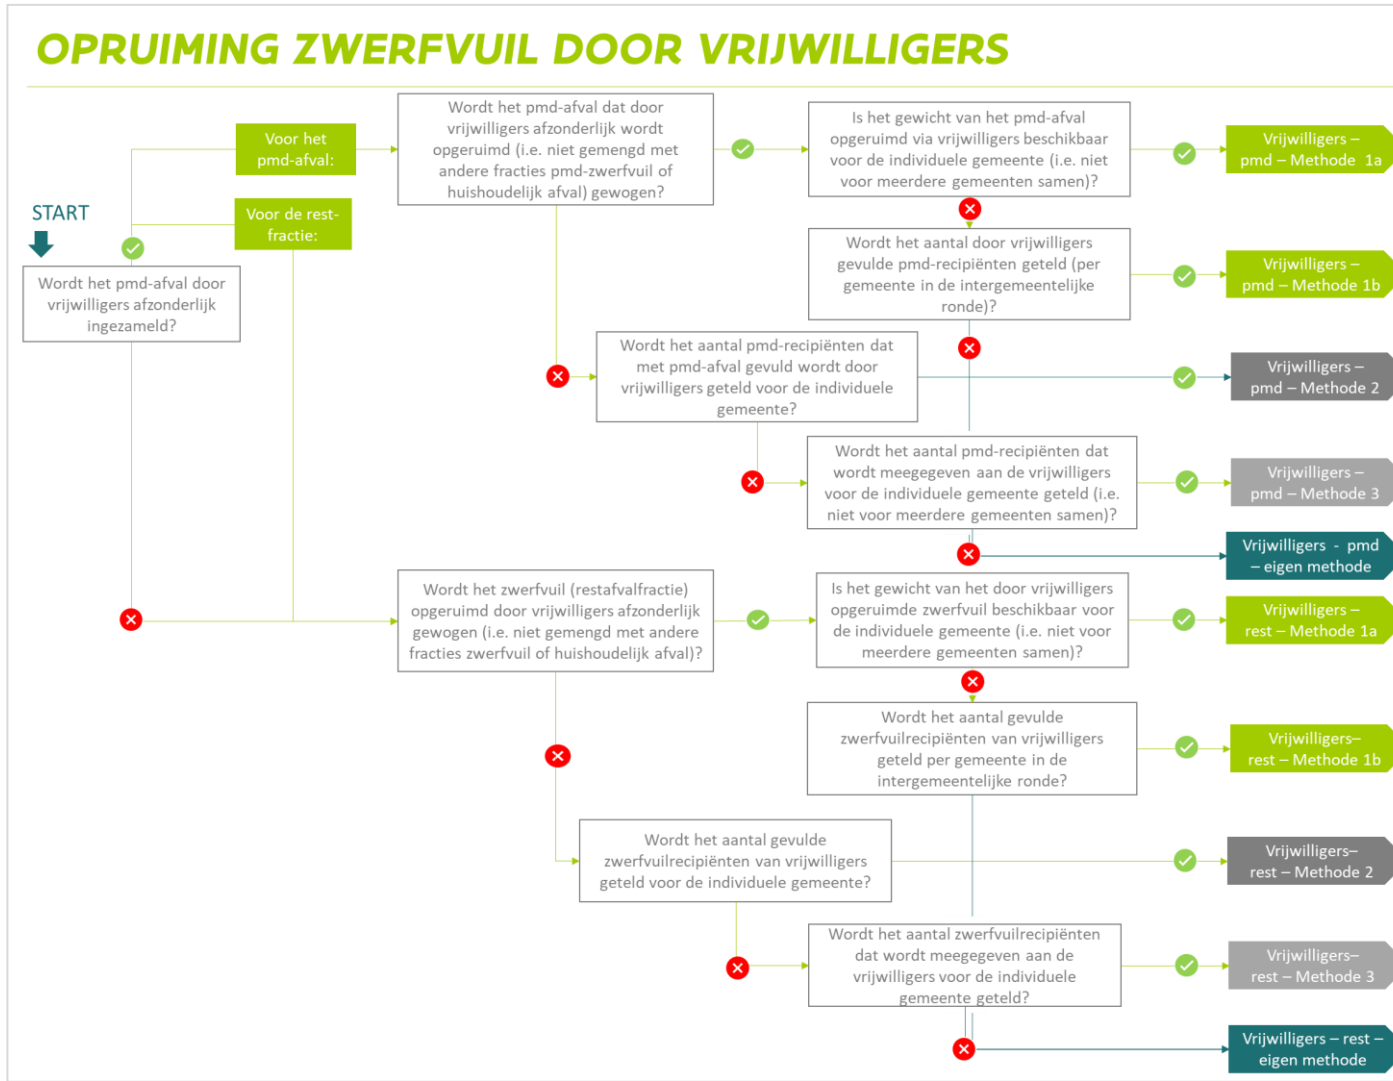 OPRUIMING ZWERFVUIL DOOR VRIJWILLIGERS
START
Wordt het pmd-afval door
vrijwilligers afzonderlijk
ingezameld?
Voor het
pmd-afval:
Voor de rest-
fractie:
Wordt het pmd-afval dat door
vrijwilligers afzonderlijk wordt
opgeruimd (i.e. niet gemengd met
andere fracties pmd-zwerfvuil of
huishoudelijk afval) gewogen?
Is het gewicht van het pmd-afval
opgeruimd via vrijwilligers beschikbaar
voor de individuele gemeente (i.e. niet
voor meerdere gemeenten samen)?
Vrijwilligers –
pmd – Methode 1a
Wordt het aantal door vrijwilligers
gevulde pmd-recipiënten geteld (per
gemeente in de intergemeentelijke
ronde)?
Vrijwilligers –
pmd – Methode 1b
Wordt het aantal pmd-recipiënten dat
met pmd-afval gevuld wordt door
vrijwilligers geteld voor de individuele
gemeente?
Vrijwilligers –
pmd – Methode 2
Wordt het aantal pmd-recipiënten dat
wordt meegegeven aan de vrijwilligers
voor de individuele gemeente geteld (i.e.
niet voor meerdere gemeenten samen)?
Vrijwilligers –
pmd – Methode 3
Vrijwilligers - pmd
– eigen methode
Wordt het zwerfvuil (restafvalfractie)
opgeruimd door vrijwilligers afzonderlijk
gewogen (i.e. niet gemengd met andere
fracties zwerfvuil of huishoudelijk afval)?
Is het gewicht van het door vrijwilligers
opgeruimde zwerfvuil beschikbaar voor
de individuele gemeente (i.e. niet voor
meerdere gemeenten samen)?
Vrijwilligers –
rest – Methode 1a
Wordt het aantal gevulde
zwerfvuilrecipiënten van vrijwilligers
geteld per gemeente in de
intergemeentelijke ronde?
Vrijwilligers–
rest – Methode 1b
Wordt het aantal gevulde
zwerfvuilrecipiënten van vrijwilligers
geteld voor de individuele gemeente?
Vrijwilligers–
rest – Methode 2
Wordt het aantal zwerfvuilrecipiënten
dat wordt meegegeven aan de
vrijwilligers voor de individuele
gemeente geteld?
Vrijwilligers–
rest – Methode 3
Vrijwilligers – rest –
eigen methode